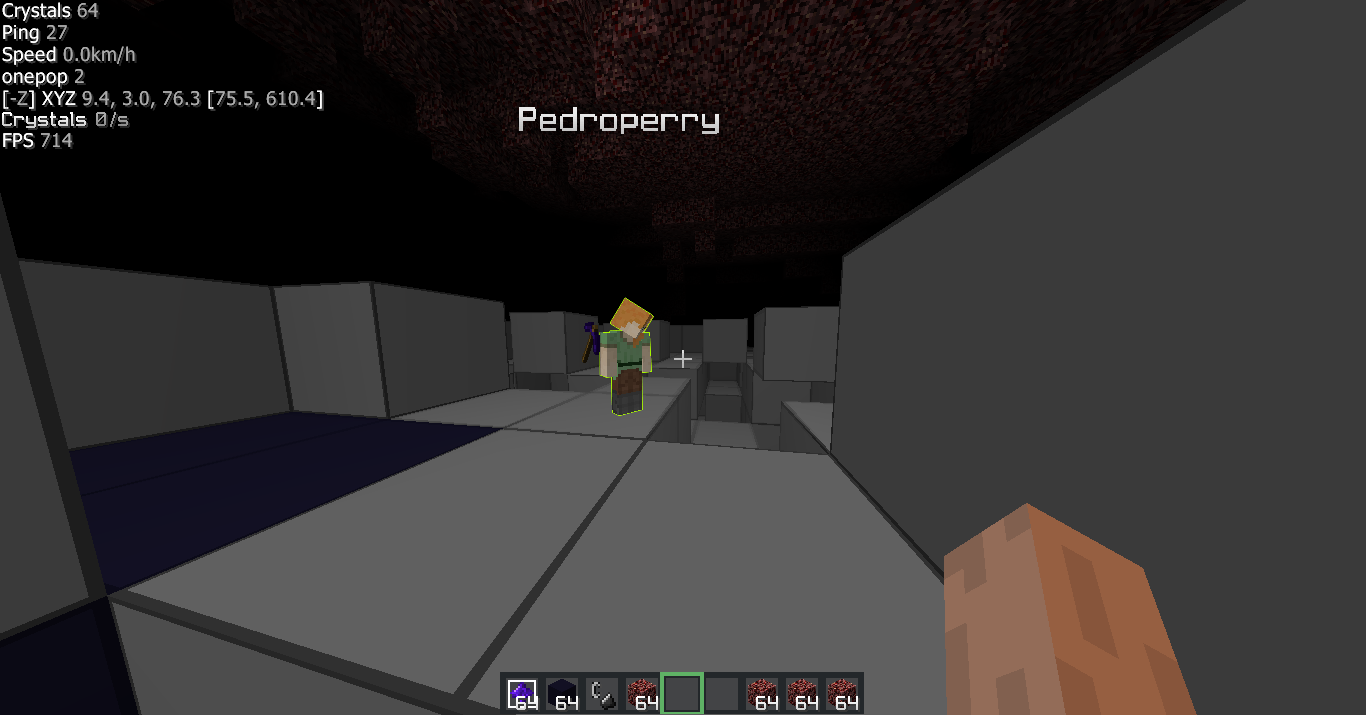 Crystals 64
Ping 27
Speed 0.0km/h
onepop 2
[-Z] XYZ 9.4, 3.0, 76.3 [75.5, 610.4]
Crystals 0/s
FPS 714
Pedroperry
64 64 64 64 64 64